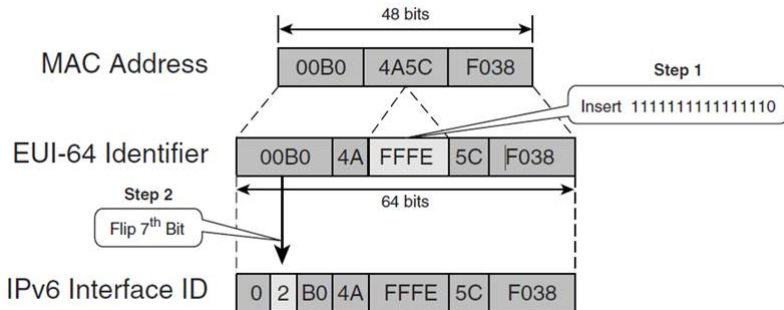 48 bits
MAC Address 00B0 4A5C F038
Step 1
Insert 1111111111111110
EUI-64 Identifier 00B0 4A FFFE 5C F038
Step 2
64 bits
Flip 7th Bit
IPv6 Interface ID 0 2 B0 4A FFFE 5C F038